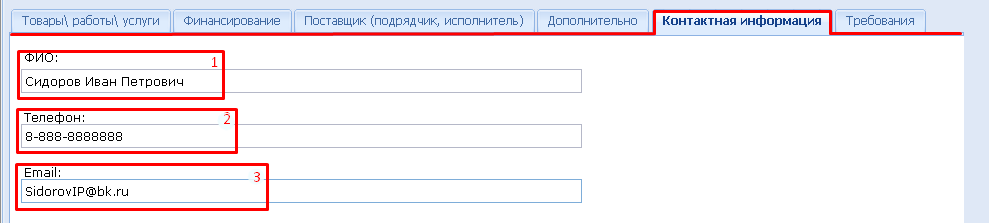 Товары\ работы\ услуги Финансирование Поставщик (подрядчик, исполнитель) Дополнительно Контактная информация Требования
ФИО: 1
Сидоров Иван Петрович
Телефон: 2
8-888-8888888
Email: 3
SidorovIP@bk.ru